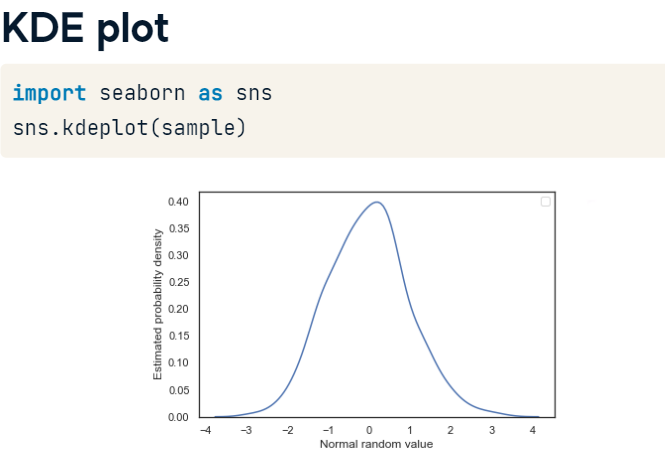 KDE plot
import seaborn as sns
sns.kdeplot(sample)
0.40
0.35
0.30
0.25
0.20
0.15
0.10
0.05
0.00
Estimated probability density
−4 −3 −2 −1 0 1 2 3 4
Normal random value